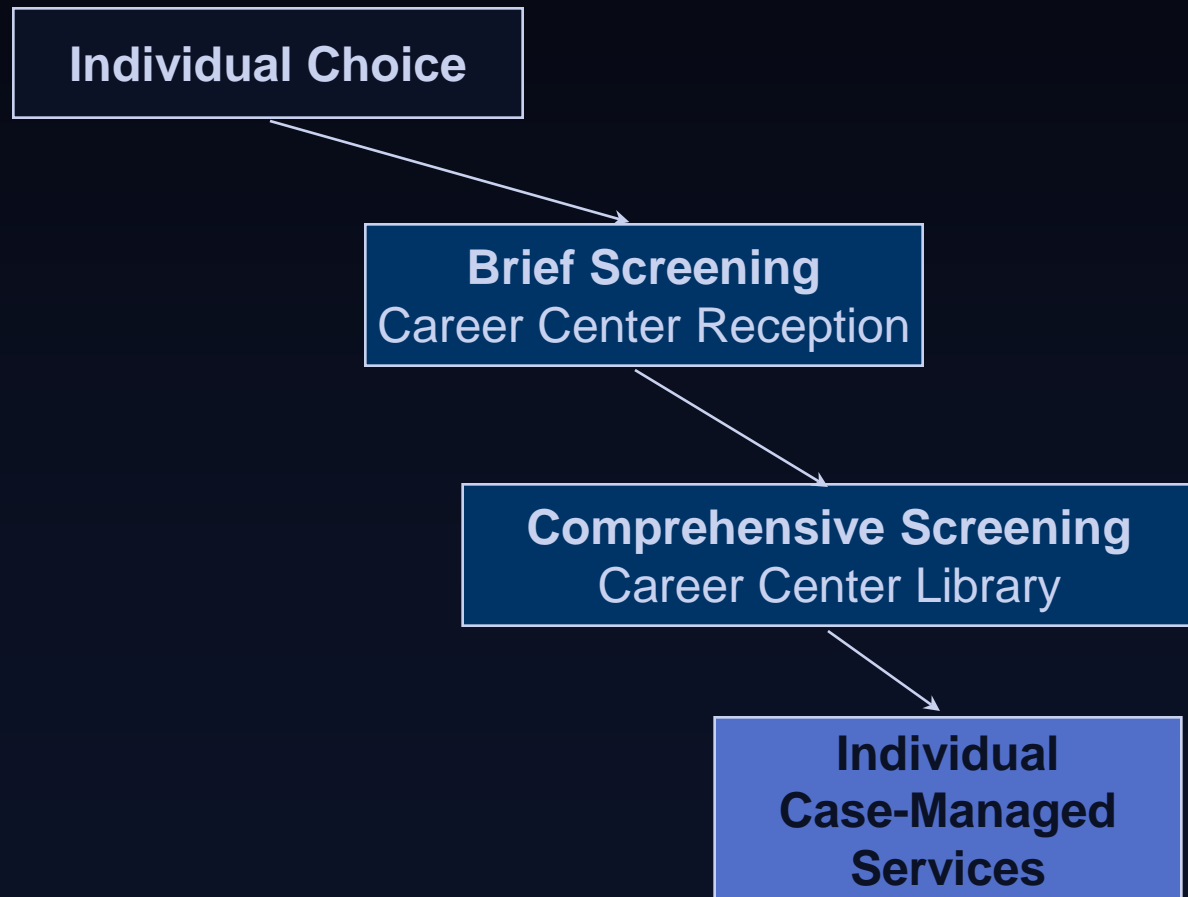 Individual Choice
Brief Screening
Career Center Reception
Comprehensive Screening
Career Center Library
Individual
Case-Managed
Services